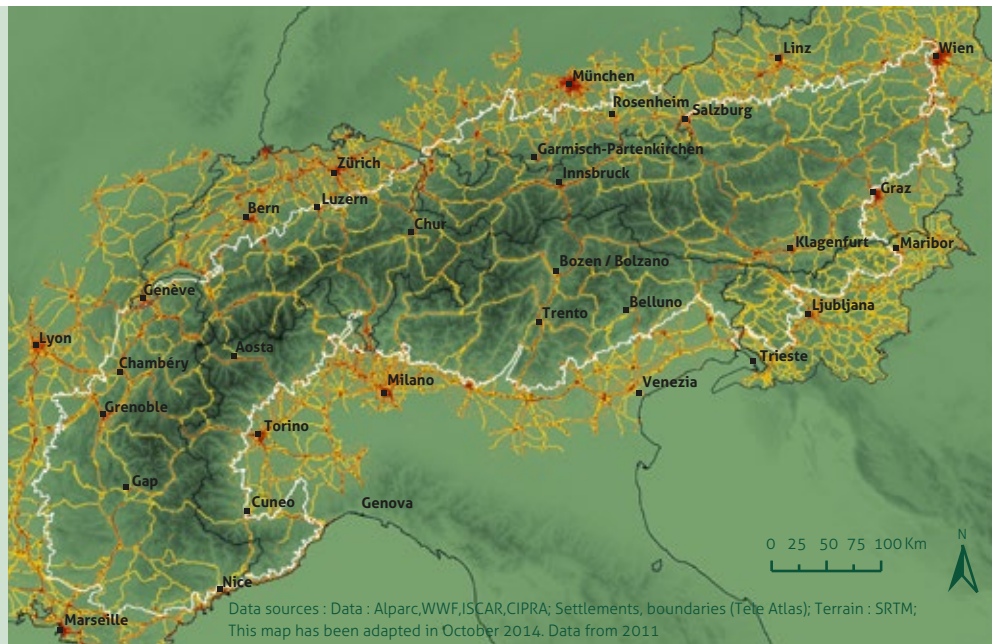 Linz
Wien
München
Rosenheim
Salzburg
Garmisch-Partenkirchen
Zürich
Innsbruck
Luzern
Graz
Bern
Chur
Klagenfurt
Maribor
Bozen / Bolzano
Genève
Belluno
Ljubljana
Trento
Lyon
Aosta
Trieste
Chambéry
Milano
Venezia
Grenoble
Torino
Gap
Cuneo
Genova
N
0 25 50 75 100 Km
Nice
Marseille
Data sources : Data : Alparc,WWF,ISCAR,CIPRA; Settlements, boundaries (Tele Atlas); Terrain : SRTM;
This map has been adapted in October 2014. Data from 2011